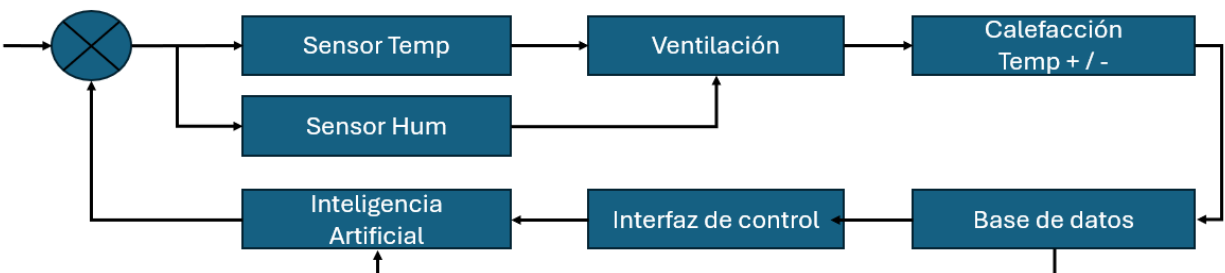 Sensor Temp
Ventilación
Calefacción
Temp + / -
Sensor Hum
Inteligencia
Artificial
Interfaz de control
Base de datos